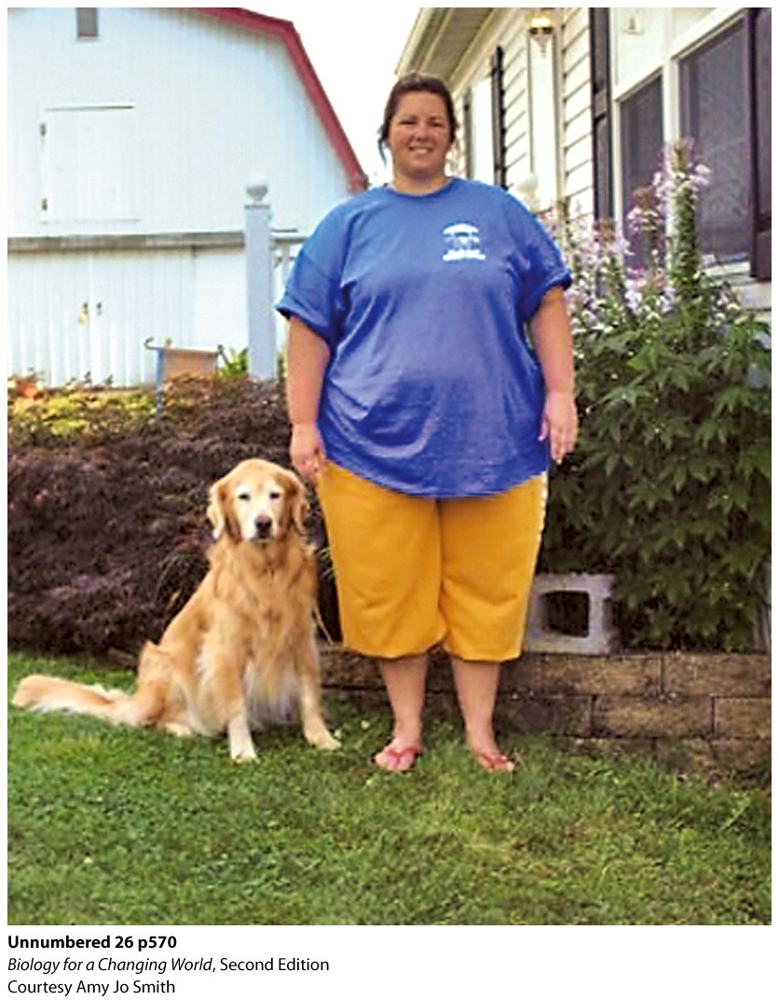 Unnumbered 26 p570
Biology for a Changing World, Second Edition
Courtesy Amy Jo Smith